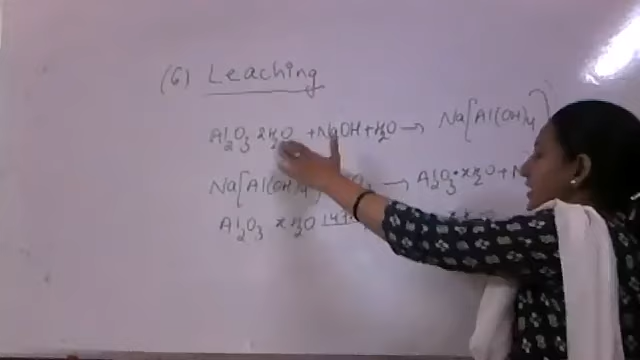 (6) Leaching
Al2O3 2H2O + NaOH + H2O → Na[Al(OH)4]
Na[Al(OH)4] → Al2O3·xH2O + N
Al2O3 xH2O